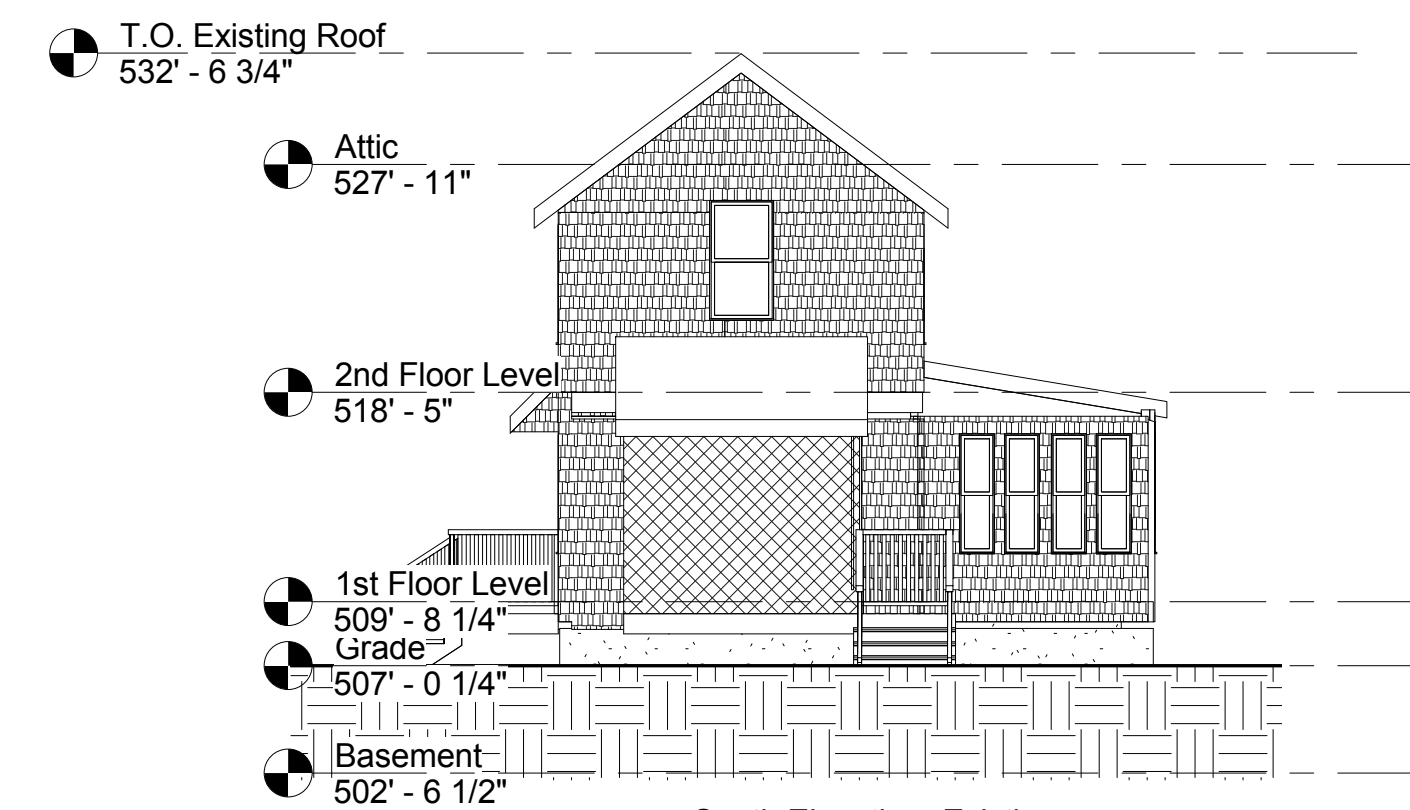 T.O. Existing Roof
532' - 6 3/4"
Attic
527' - 11"
2nd Floor Level
518' - 5"
1st Floor Level
509' - 8 1/4"
Grade
507' - 0 1/4"
Basement
502' - 6 1/2"